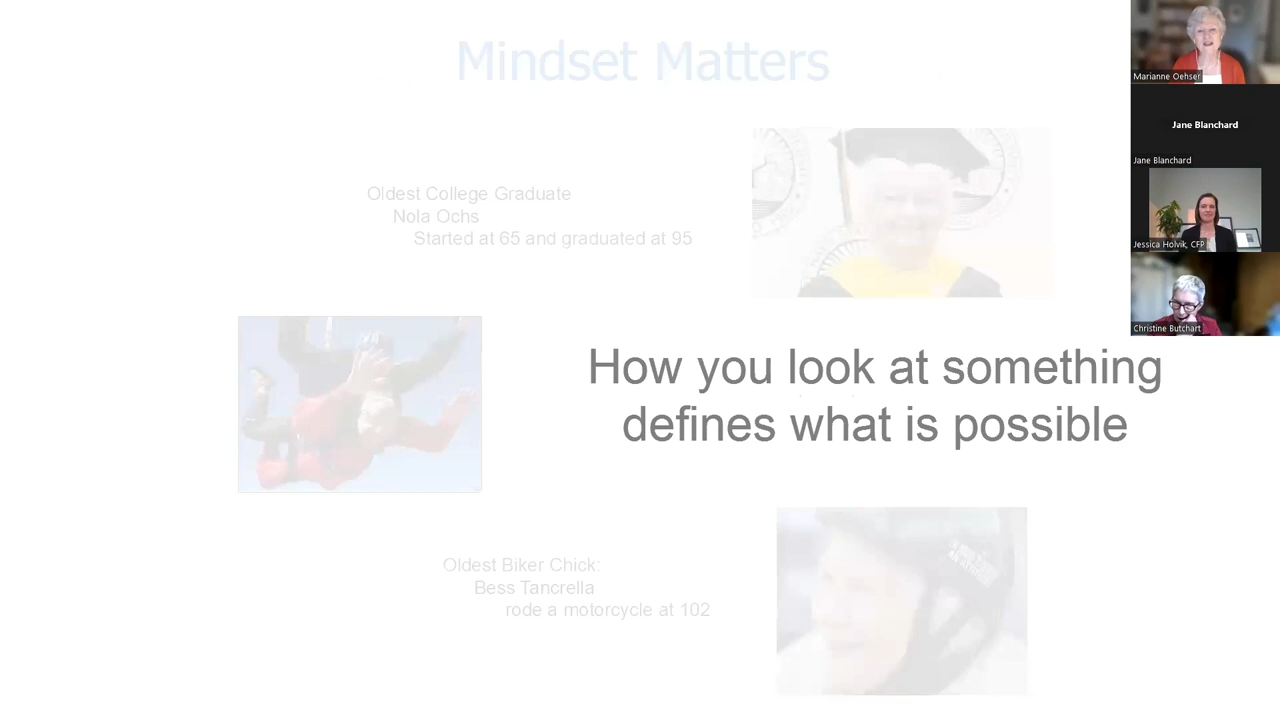 Mindset Matters
Oldest College Graduate
Nola Ochs
Started at 65 and graduated at 95
How you look at something
defines what is possible
Oldest Biker Chick:
Bess Tancrella
rode a motorcycle at 102
Marianne Oehser
Jane Blanchard
Jane Blanchard
Jessica Holvik, CFP
Christine Butchart